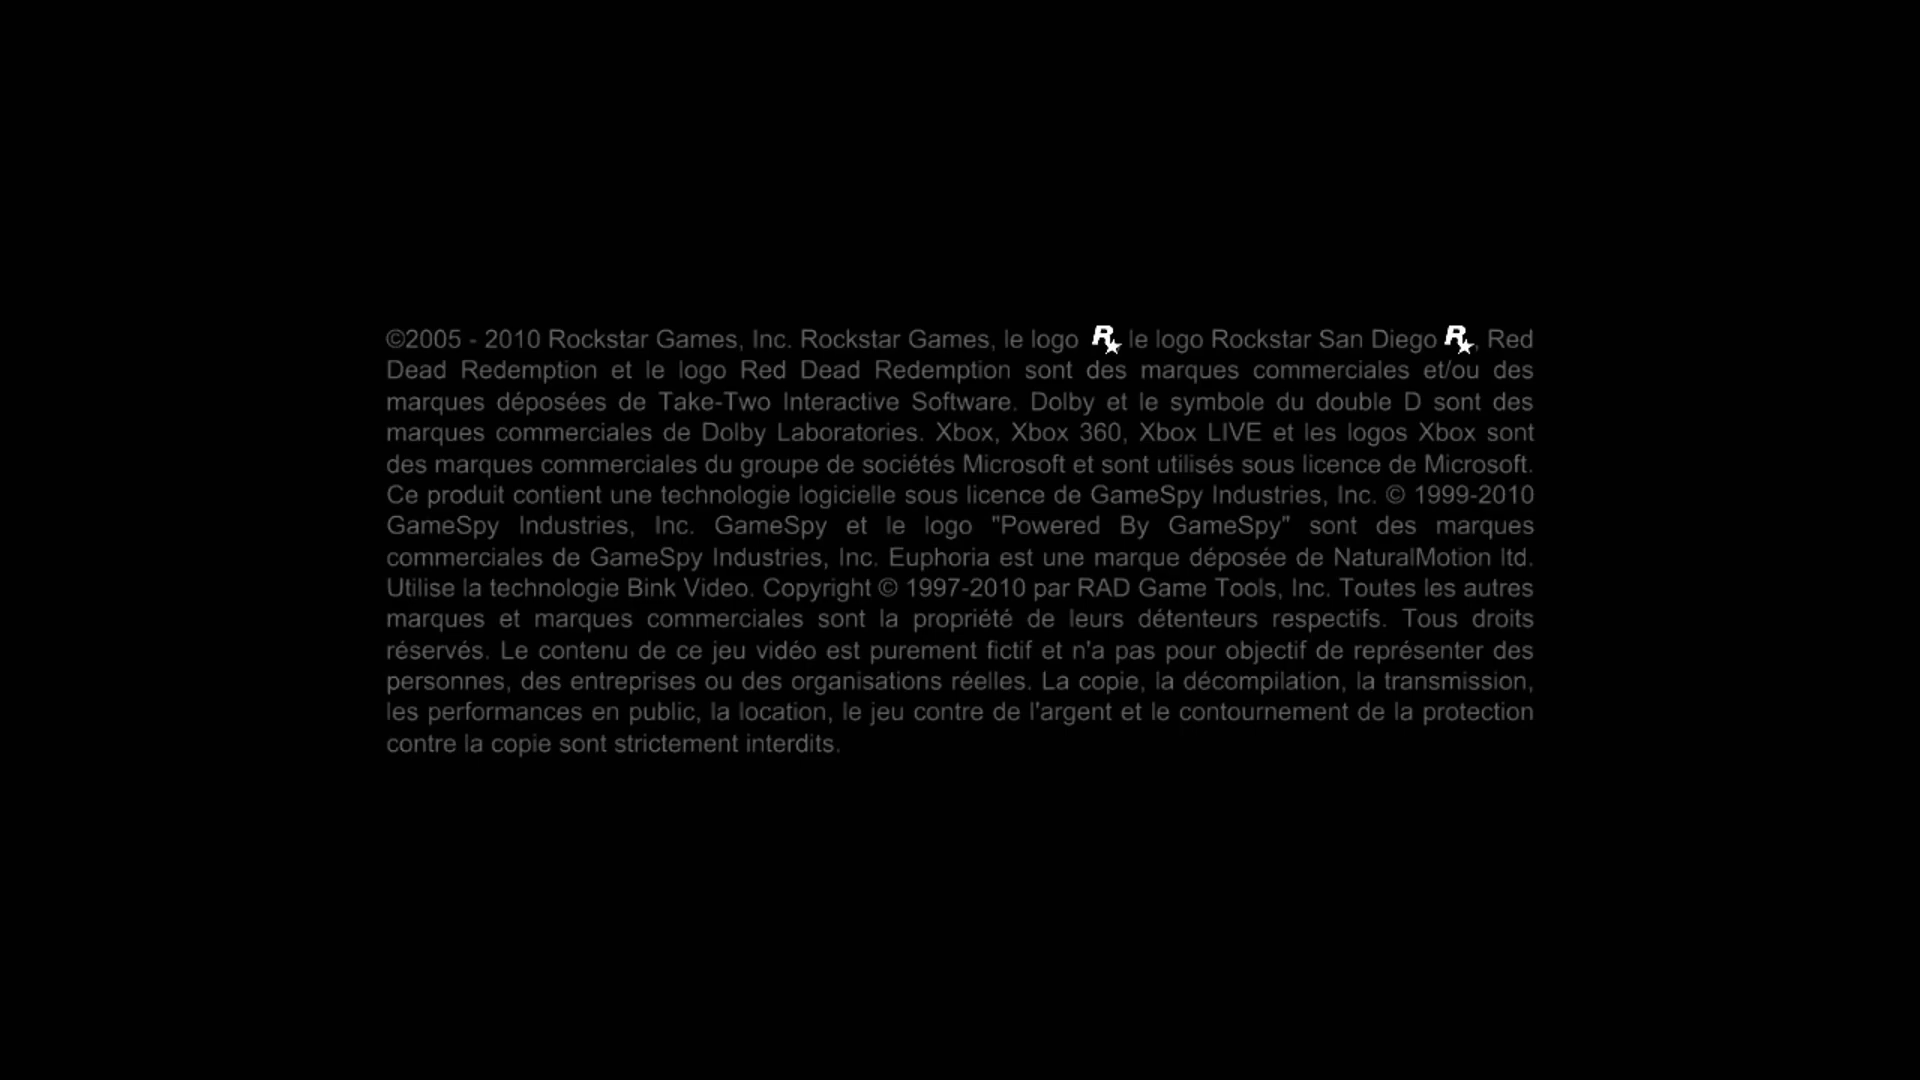 ©2005 - 2010 Rockstar Games, Inc. Rockstar Games, le logo R le logo Rockstar San Diego R, Red
Dead Redemption et le logo Red Dead Redemption sont des marques commerciales et/ou des
marques déposées de Take-Two Interactive Software. Dolby et le symbole du double D sont des
marques commerciales de Dolby Laboratories. Xbox, Xbox 360, Xbox LIVE et les logos Xbox sont
des marques commerciales du groupe de sociétés Microsoft et sont utilisés sous licence de Microsoft.
Ce produit contient une technologie logicielle sous licence de GameSpy Industries, Inc. © 1999-2010
GameSpy Industries, Inc. GameSpy et le logo "Powered By GameSpy" sont des marques
commerciales de GameSpy Industries, Inc. Euphoria est une marque déposée de NaturalMotion ltd.
Utilise la technologie Bink Video. Copyright © 1997-2010 par RAD Game Tools, Inc. Toutes les autres
marques et marques commerciales sont la propriété de leurs détenteurs respectifs. Tous droits
réservés. Le contenu de ce jeu vidéo est purement fictif et n'a pas pour objectif de représenter des
personnes, des entreprises ou des organisations réelles. La copie, la décompilation, la transmission,
les performances en public, la location, le jeu contre de l'argent et le contournement de la protection
contre la copie sont strictement interdits.